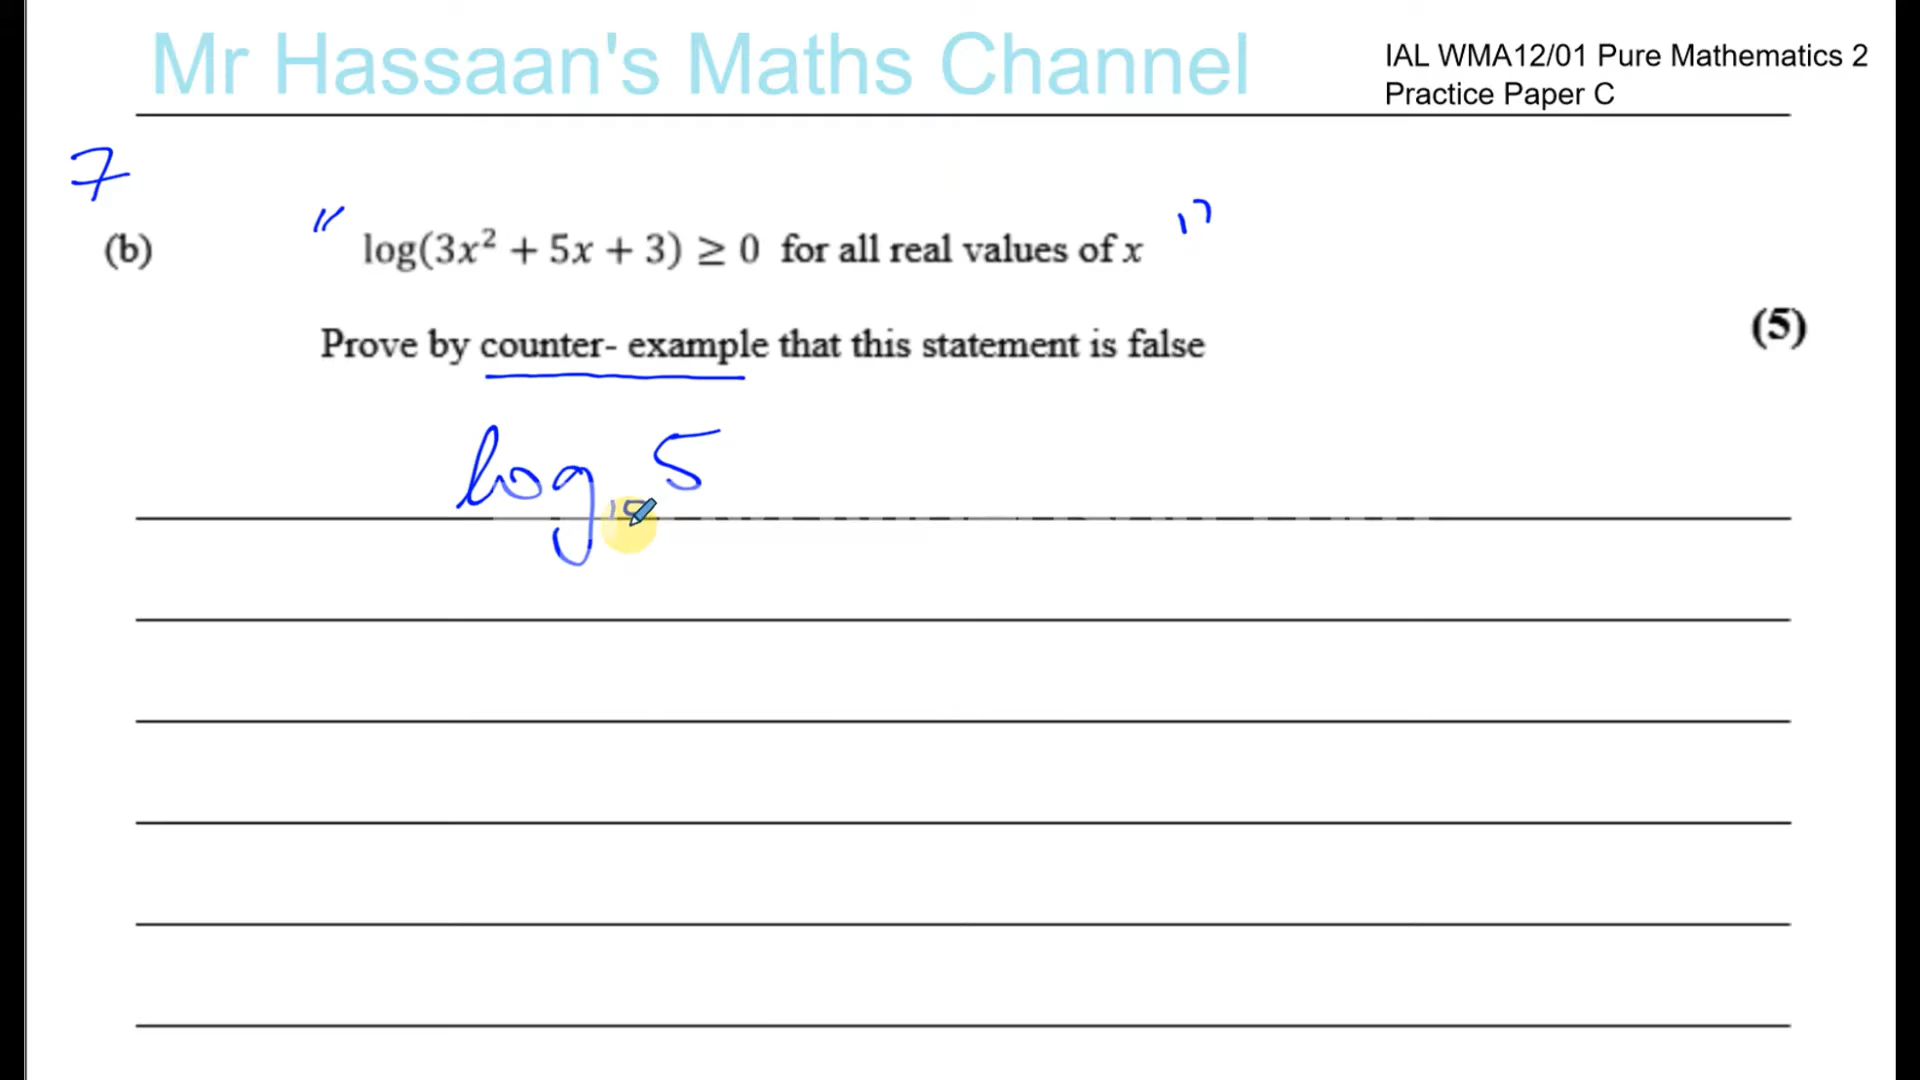 Mr Hassaan's Maths Channel
IAL WMA12/01 Pure Mathematics 2
Practice Paper C
7
(b) " log(3x² + 5x + 3) ≥ 0 for all real values of x "
Prove by counter- example that this statement is false
(5)
log₁₀ 5